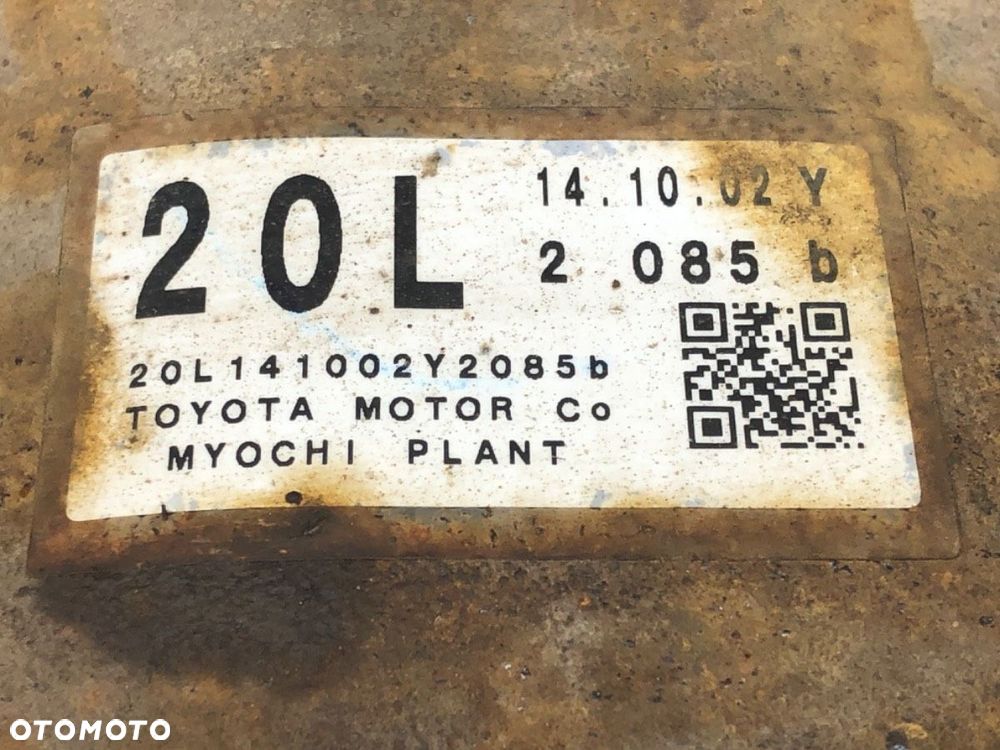 20L
14.10.02 Y
2 085 b
20L141002Y2085b
TOYOTA MOTOR Co
MYOCHI PLANT
OTOMOTO